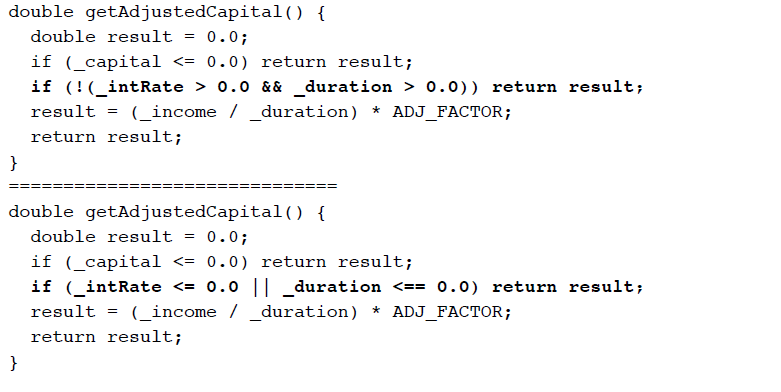 double getAdjustedCapital() {
  double result = 0.0;
  if (_capital <= 0.0) return result;
  if (!(_intRate > 0.0 && _duration > 0.0)) return result;
  result = (_income / _duration) * ADJ_FACTOR;
  return result;
}
==============================
double getAdjustedCapital() {
  double result = 0.0;
  if (_capital <= 0.0) return result;
  if (_intRate <= 0.0 || _duration <== 0.0) return result;
  result = (_income / _duration) * ADJ_FACTOR;
  return result;
}